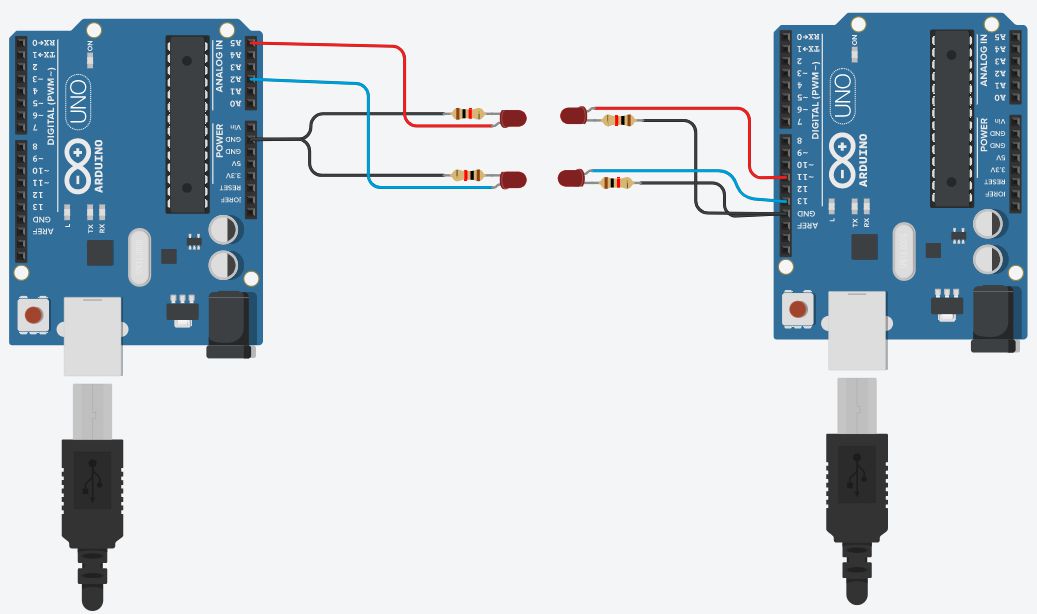 RX←0
TX→1
2
~3
4
~5
~6
7
8
~9
~10
~11
12
13
GND
AREF
DIGITAL (PWM~)
ON
UNO
ARDUINO
L
TX
RX
ANALOG IN
A5
A4
A3
A2
A1
A0
POWER
Vin
GND
GND
5V
3.3V
RESET
IOREF
RX←0
TX→1
2
~3
4
~5
~6
7
8
~9
~10
~11
12
13
GND
AREF
DIGITAL (PWM~)
ON
UNO
ARDUINO
L
TX
RX
ANALOG IN
A5
A4
A3
A2
A1
A0
POWER
Vin
GND
GND
5V
3.3V
RESET
IOREF